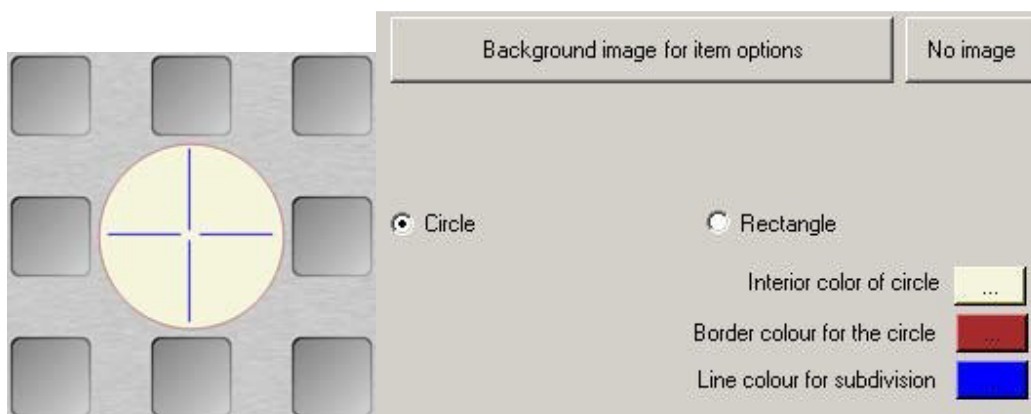 Background image for item options
No image
Circle
Rectangle
Interior color of circle
...
Border colour for the circle
...
Line colour for subdivision
...